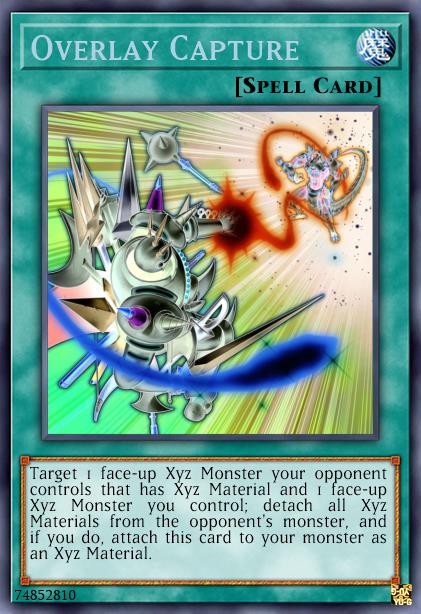 Overlay Capture
魔
[Spell Card]
Target 1 face-up Xyz Monster your opponent
controls that has Xyz Material and 1 face-up
Xyz Monster you control; detach all Xyz
Materials from the opponent's monster, and
if you do, attach this card to your monster as
an Xyz Material.
74852810